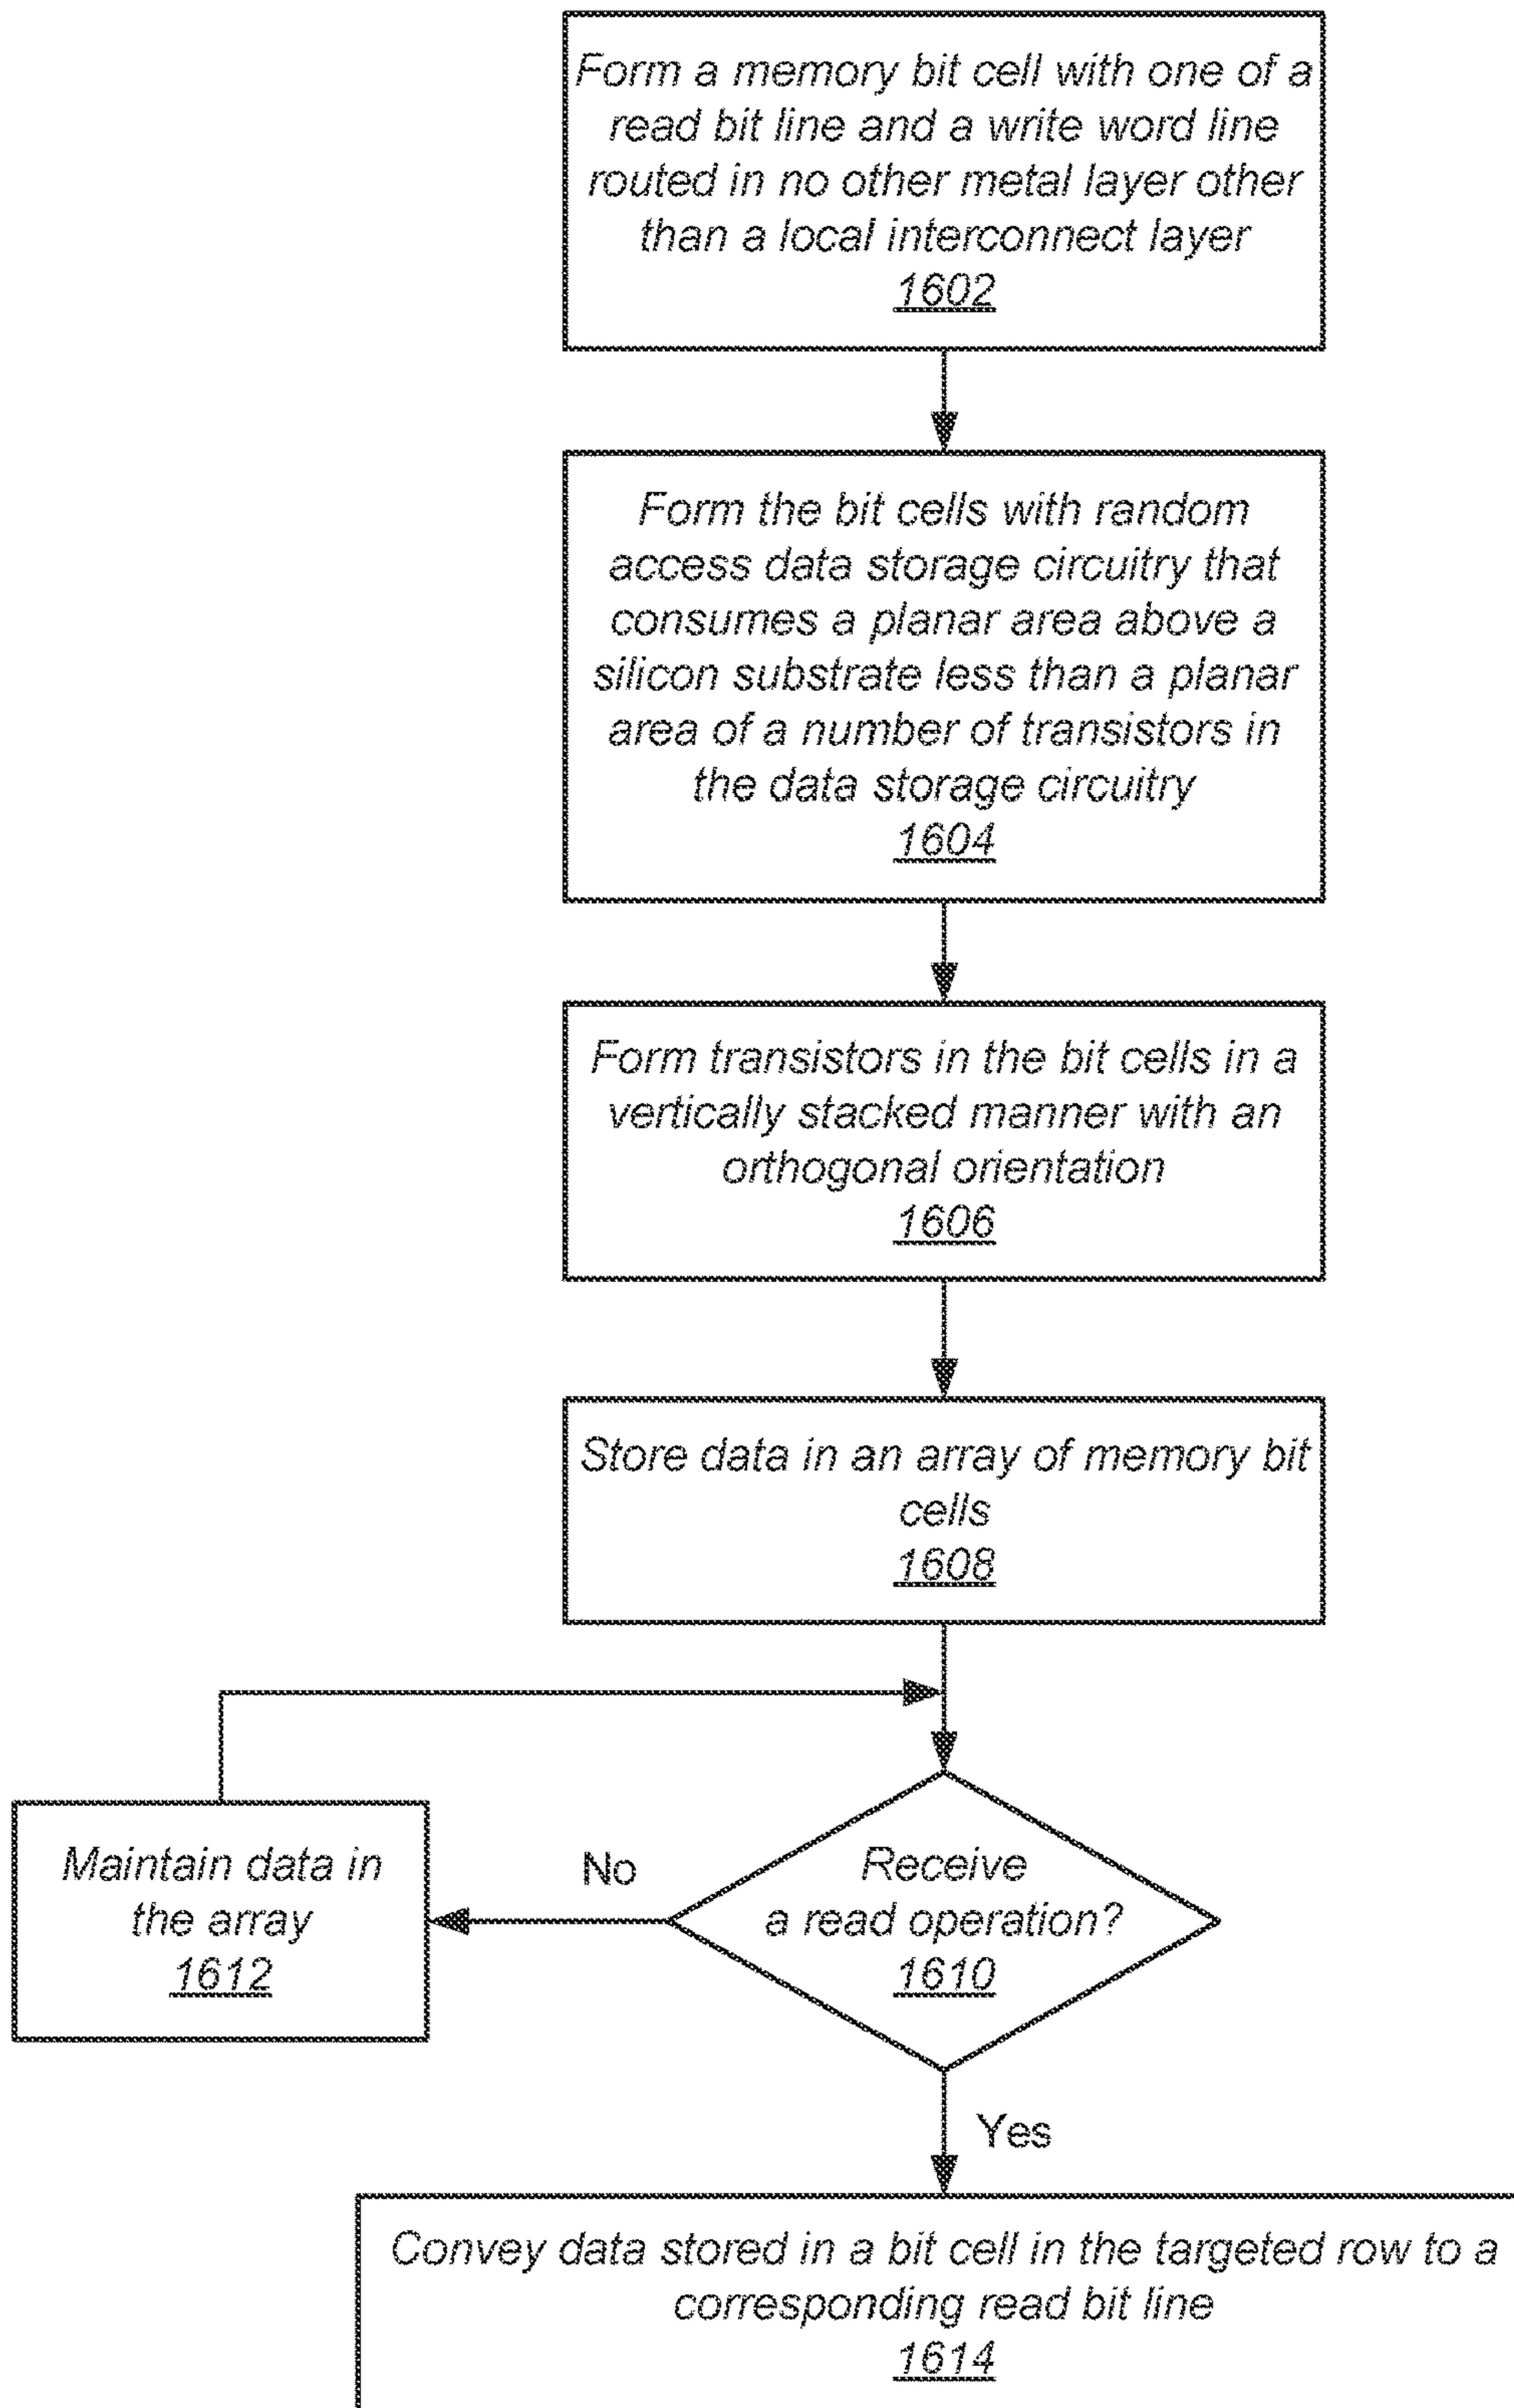 Form a memory bit cell with one of a
read bit line and a write word line
routed in no other metal layer other
than a local interconnect layer
1602
Form the bit cells with random
access data storage circuitry that
consumes a planar area above a
silicon substrate less than a planar
area of a number of transistors in
the data storage circuitry
1604
Form transistors in the bit cells in a
vertically stacked manner with an
orthogonal orientation
1606
Store data in an array of memory bit
cells
1608
Receive
a read operation?
1610
No
Maintain data in
the array
1612
Yes
Convey data stored in a bit cell in the targeted row to a
corresponding read bit line
1614